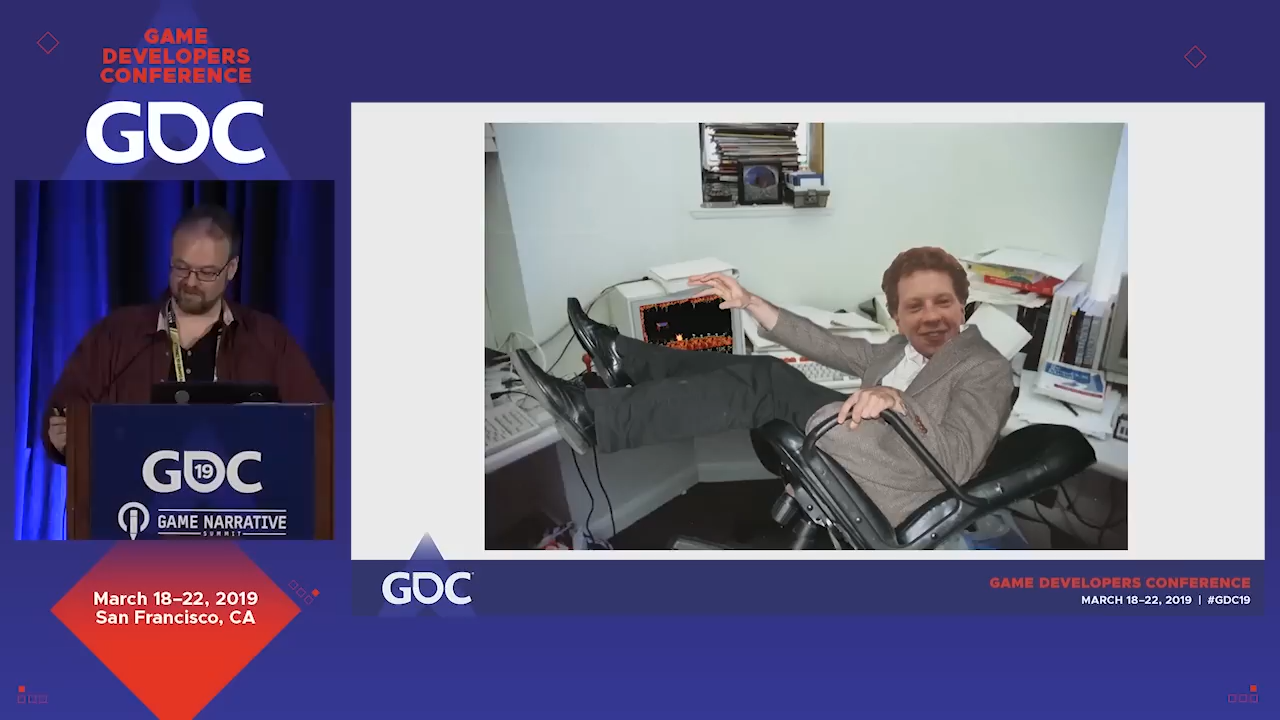 GAME
DEVELOPERS
CONFERENCE
GDC
GDC
19
GAME NARRATIVE
SUMMIT
March 18–22, 2019
San Francisco, CA
GDC
GAME DEVELOPERS CONFERENCE
MARCH 18–22, 2019 | #GDC19